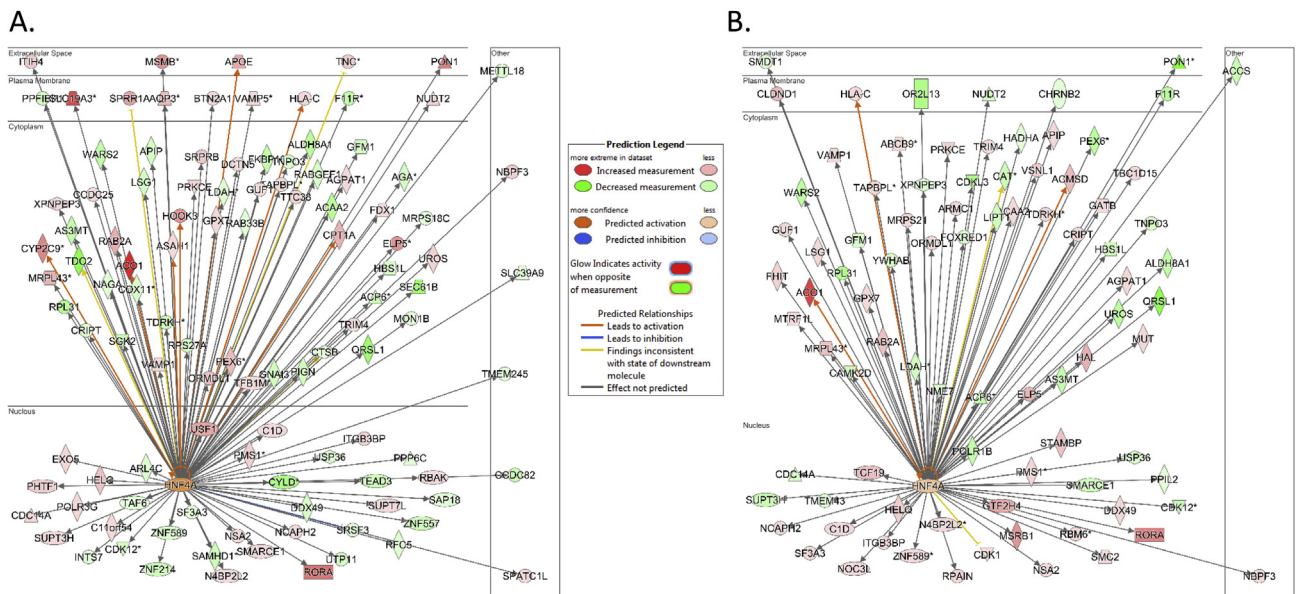 A.
Extracellular Space
ITIH4
MSMB*
APOE
TNC*
PON1
Other
METTL18
Plasma Membrane
SLC19A3*
SPRR1A
AQP3*
BTN2A1
VAMP5*
HLA-C
F11R*
NUDT2
Cytoplasm
WARS2
APIP
SRPRB
DCTN5
FKBP1C
TNPO3
ALDH8A1
RABGEF1
GFM1
CCDC25
LSG1
PRKCE
LDAH*
GUF1
TAPBPL*
TTC33
AGPAT1
AGA*
NBPF3
XPNPEP3
AS3MT
RAB2A
HOOK3
GPX7
RAB33B
ACAA2
FDX1
MRPS18C
CYP2C9*
TDO2
ACO1
ASAH1
CPT1A
ELP5*
UROS
MRPL43*
NAGA
COX11*
HBS1L
SLC39A9
RPL31
TDRKH*
ACP6*
SEC61B
CRIPT
SGK2
RPS27A
TRIM4
MON1B
VAMP1
PEX6*
CTSB
QRSL1
ORMDL1
TFB1M
GNAI3
PIGN
TMEM245
Nucleus
USF1
C1D
ITGB3BP
EXO5
ARL4C
PMS1*
USP36
PPP6C
PHTF1
HELQ
HNF4A
CYLD*
TEAD3
RBAK
CCDC82
CDC14A
POLR3G
TAF6
SF3A3
DDX49
SUPT7L
SAP18
SUPT3H
C11orf54
ZNF589
NSA2
NCAPH2
SRSF3
ZNF557
INTS7
CDK12*
SAMHD1*
SMARCE1
UTP11
RFC5
ZNF214
N4BP2L2
RORA
SPATC1L
Prediction Legend
more extreme in dataset
less
Increased measurement
Decreased measurement
more confidence
less
Predicted activation
Predicted inhibition
Glow Indicates activity
when opposite
of measurement
Predicted Relationships
Leads to activation
Leads to inhibition
Findings inconsistent
with state of downstream
molecule
Effect not predicted
B.
Extracellular Space
SMDT1
PON1*
Other
ACCS
Plasma Membrane
CLDND1
HLA-C
OR2L13
NUDT2
CHRNB2
F11R
Cytoplasm
VAMP1
ABCB9*
PRKCE
TRIM4
HADHA
APIP
PEX6*
WARS2
TAPBPL*
XPNPEP3
CDKL3
CAT*
VSNL1
ACMSD
TBC1D15
GUF1
GFM1
MRPS21
ARMC1
LIPT1
TDRKH*
GATB
LSG1
YWHAB
ORMDL1
FOXRED1
CRIPT
TNPO3
FHIT
RPL31
HBS1L
ALDH8A1
ACO1
GPX7
AGPAT1
MTRF1L
UROS
QRSL1
MRPL43*
RAB2A
MUT
CAMK2D
LDAH*
HAL
NME7
AS3MT
ACP6*
ELP5*
Nucleus
POLR1B
STAMBP
CDC14A
TCF19
PMS1*
USP36
HNF4A
SMARCE1
PPIL2
SUPT3H
TMEM43
HELQ
GTF2H4
DDX49
CDK12*
NCAPH2
C1D
N4BP2L2*
MSRB1
RBM6*
RORA
SF3A3
ITGB3BP
ZNF589*
CDK1
SMC2
NOC3L
RPAIN
NSA2
NBPF3